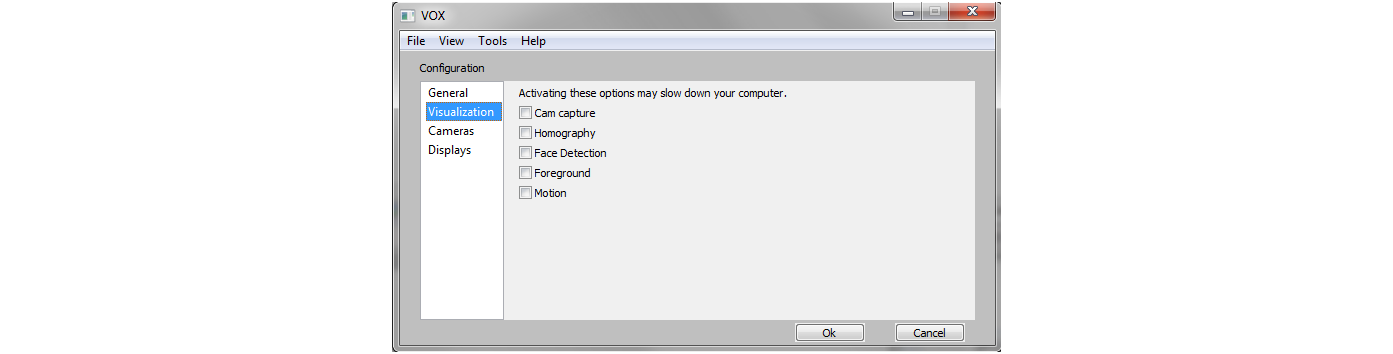 VOX
File View Tools Help
Configuration
General
Visualization
Cameras
Displays
Activating these options may slow down your computer.
Cam capture
Homography
Face Detection
Foreground
Motion
Ok Cancel